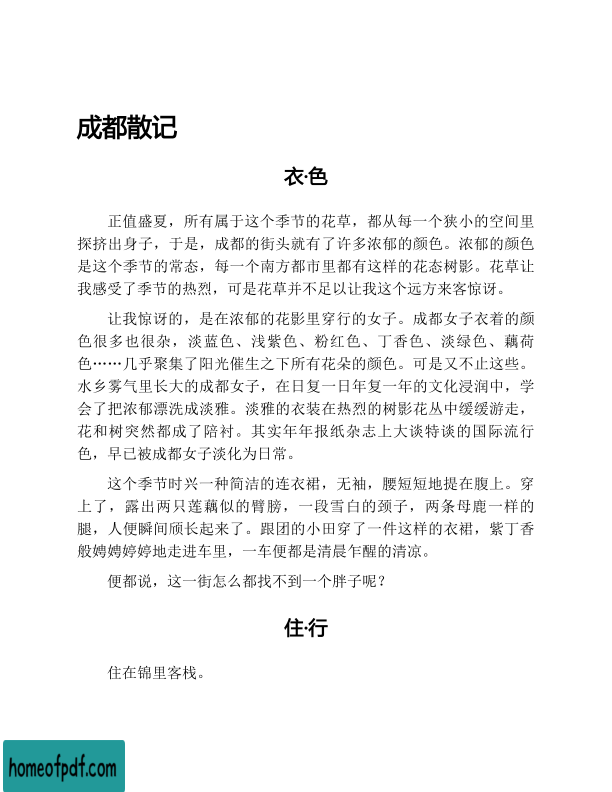 成都散记
衣·色
正值盛夏，所有属于这个季节的花草，都从每一个狭小的空间里
探挤出身子，于是，成都的街头就有了许多浓郁的颜色。浓郁的颜色
是这个季节的常态，每一个南方都市里都有这样的花态树影。花草让
我感受了季节的热烈，可是花草并不足以让我这个远方来客惊讶。
让我惊讶的，是在浓郁的花影里穿行的女子。成都女子衣着的颜
色很多也很杂，淡蓝色、浅紫色、粉红色、丁香色、淡绿色、藕荷
色……几乎聚集了阳光催生之下所有花朵的颜色。可是又不止这些。
水乡雾气里长大的成都女子，在日复一日年复一年的文化浸润中，学
会了把浓郁漂洗成淡雅。淡雅的衣装在热烈的树影花丛中缓缓游走，
花和树突然都成了陪衬。其实年年报纸杂志上大谈特谈的国际流行
色，早已被成都女子淡化为日常。
这个季节时兴一种简洁的连衣裙，无袖，腰短短地提在腹上。穿
上了，露出两只莲藕似的臂膀，一段雪白的颈子，两条母鹿一样的
腿，人便瞬间颀长起来了。跟团的小田穿了一件这样的衣裙，紫丁香
般娉娉婷婷地走进车里，一车便都是清晨乍醒的清凉。
便都说，这一街怎么都找不到一个胖子呢？
住·行
住在锦里客栈。
homeofpdf.com